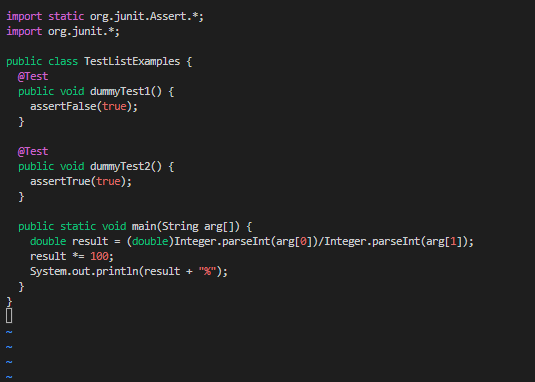 import static org.junit.Assert.*;
import org.junit.*;

public class TestListExamples {
  @Test
  public void dummyTest1() {
    assertFalse(true);
  }

  @Test
  public void dummyTest2() {
    assertTrue(true);
  }

  public static void main(String arg[]) {
    double result = (double)Integer.parseInt(arg[0])/Integer.parseInt(arg[1]);
    result *= 100;
    System.out.println(result + "%");
  }
}
~
~
~
~